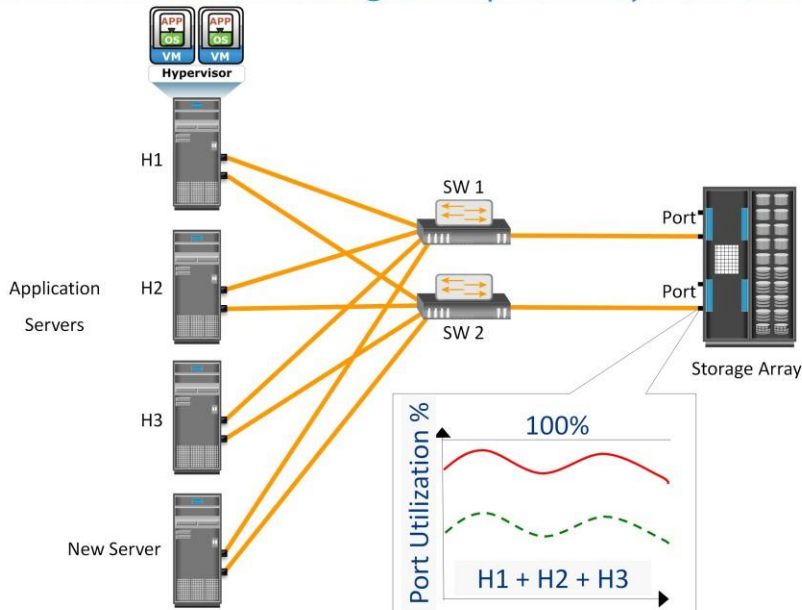 APP APP
OS OS
VM VM
Hypervisor
H1
SW 1
Port
H2
Application
Servers
SW 2
Port
Storage Array
H3
100%
Port Utilization %
New Server
H1 + H2 + H3